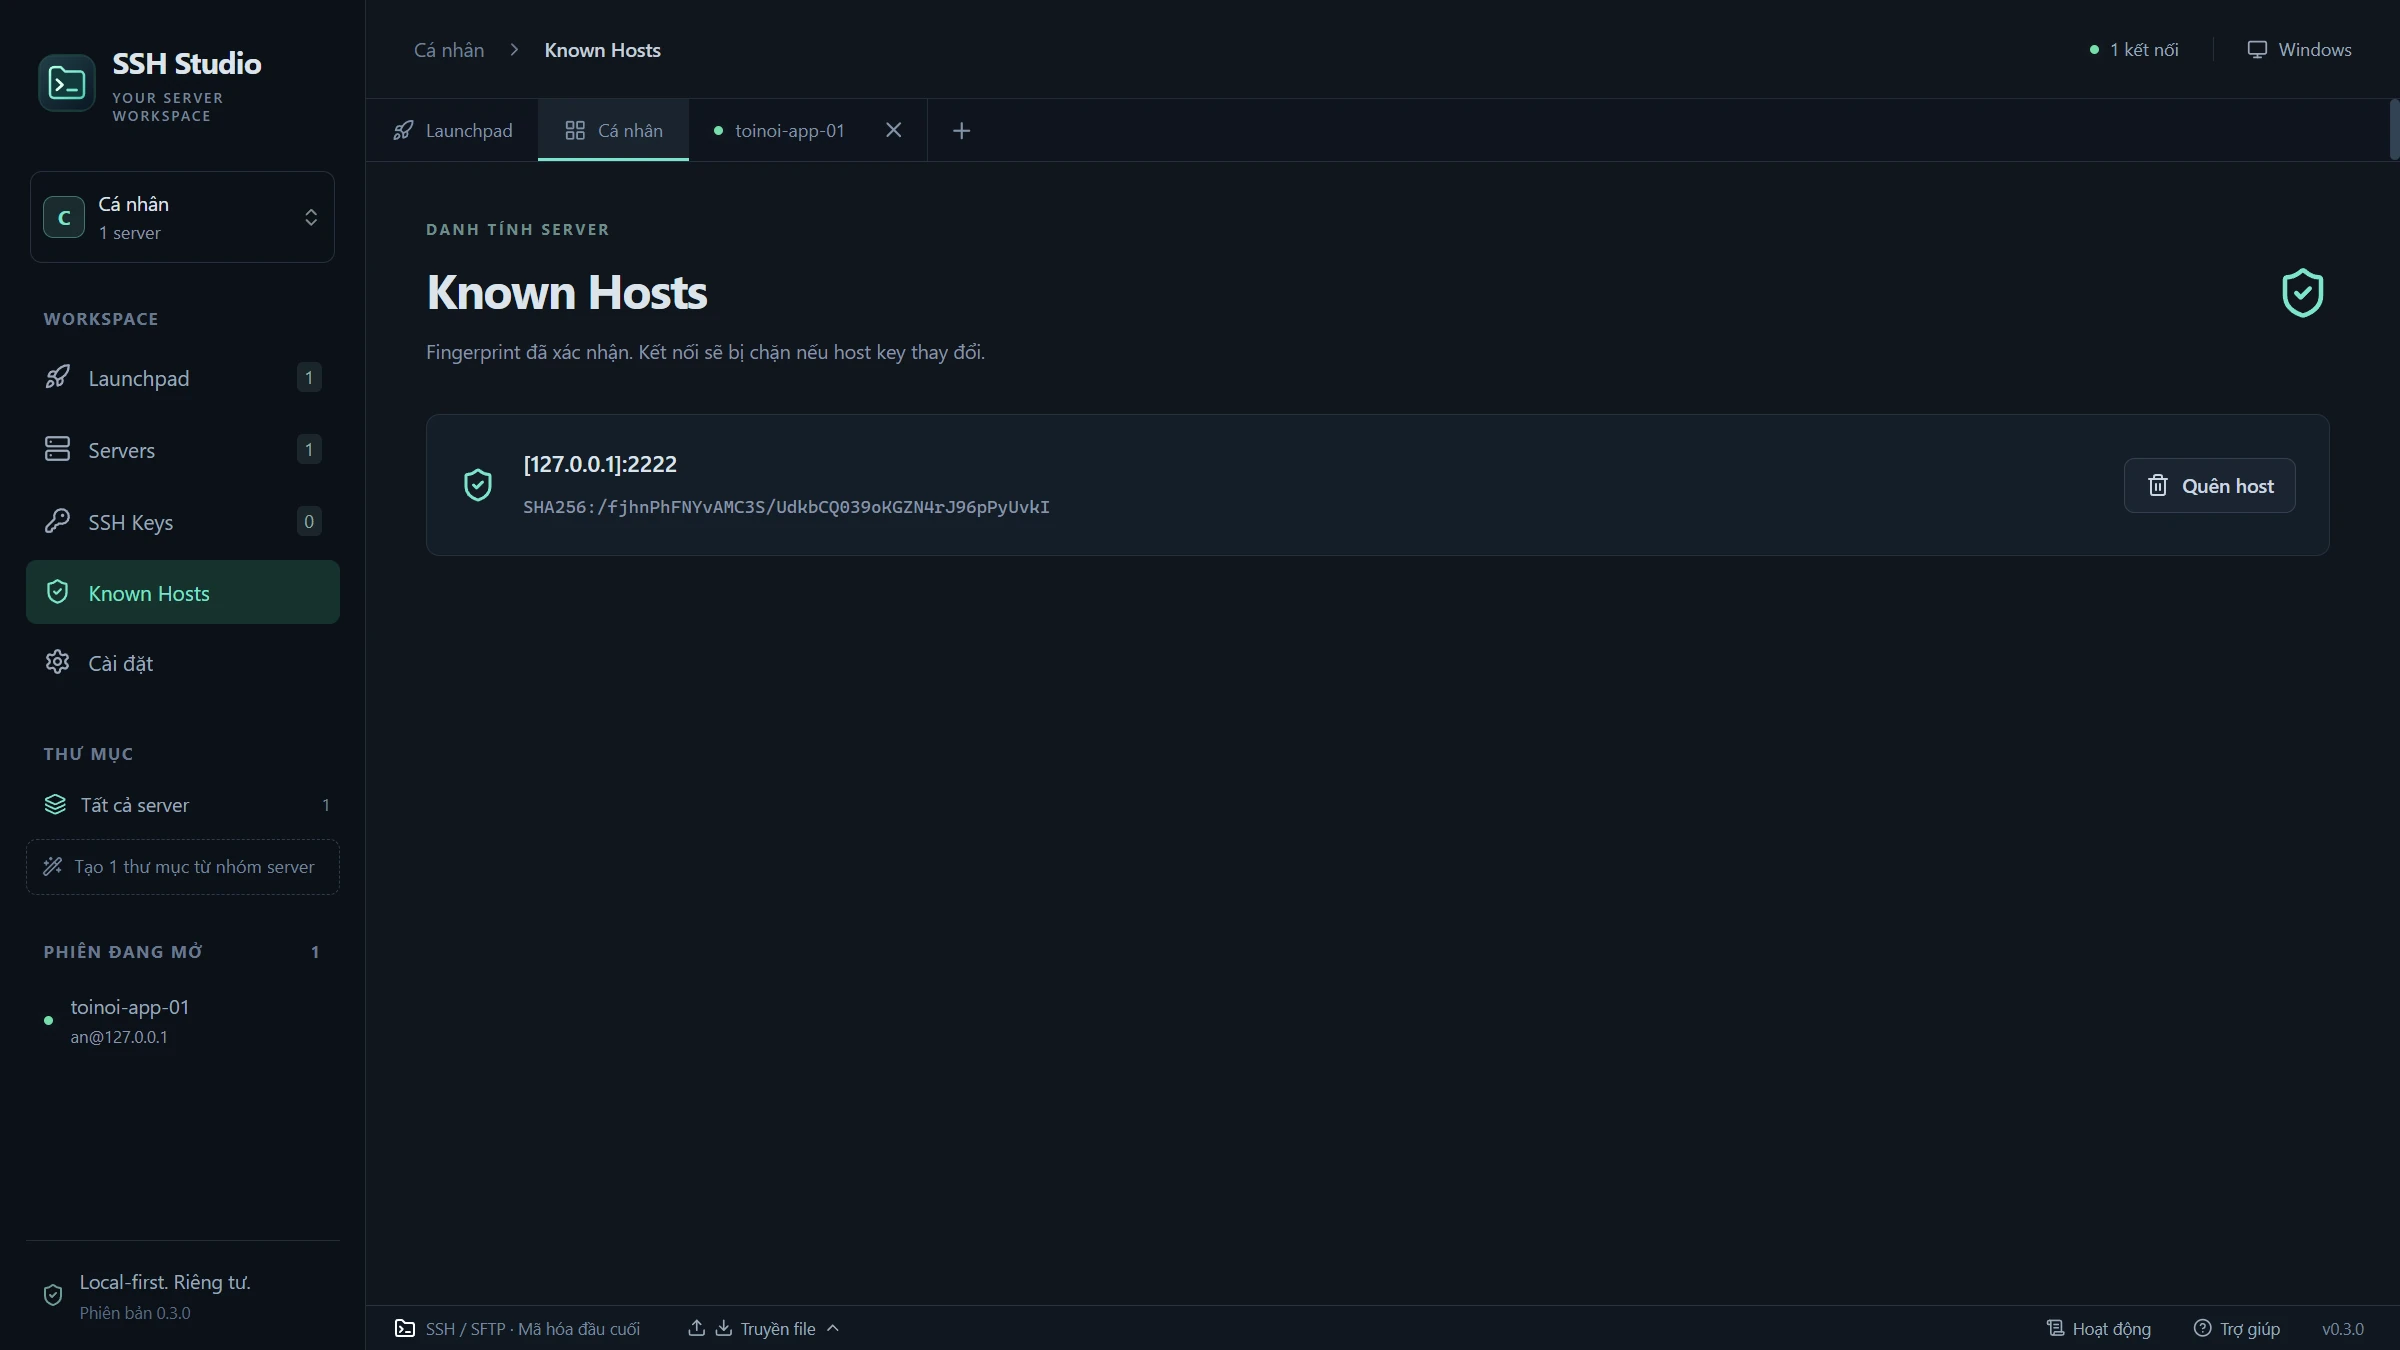 SSH Studio
YOUR SERVER
WORKSPACE
C
Cá nhân
1 server
WORKSPACE
Launchpad 1
Servers 1
SSH Keys 0
Known Hosts
Cài đặt
THƯ MỤC
Tất cả server 1
Tạo 1 thư mục từ nhóm server
PHIÊN ĐANG MỞ 1
toinoi-app-01
an@127.0.0.1
Local-first. Riêng tư.
Phiên bản 0.3.0
Cá nhân > Known Hosts
1 kết nối
Windows
Launchpad
Cá nhân
toinoi-app-01
DANH TÍNH SERVER
Known Hosts
Fingerprint đã xác nhận. Kết nối sẽ bị chặn nếu host key thay đổi.
[127.0.0.1]:2222
SHA256:/fjhnPhFNYvAMC3S/UdkbCQ039oKGZN4rJ96pPyUvkI
Quên host
SSH / SFTP · Mã hóa đầu cuối
Truyền file
Hoạt động
Trợ giúp
v0.3.0